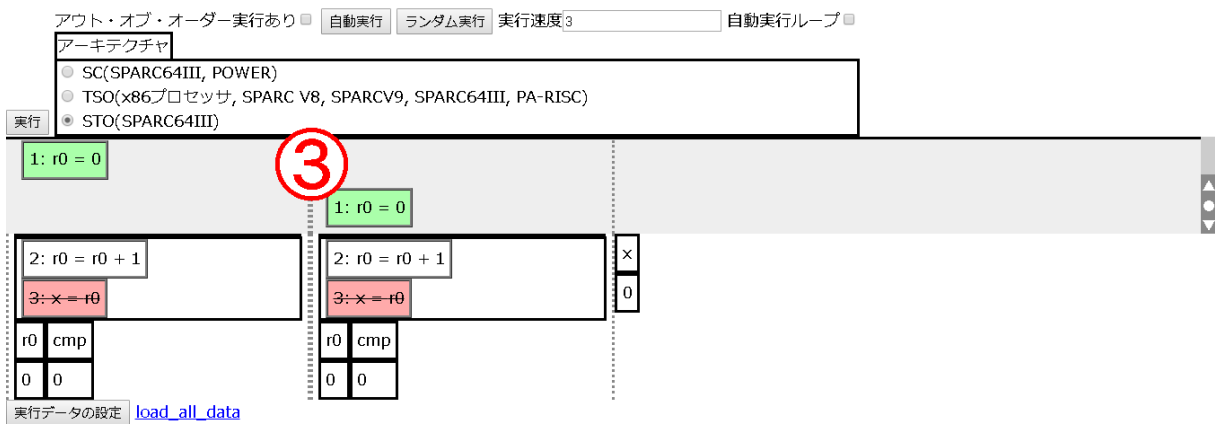 アウト・オブ・オーダー実行あり 自動実行 ランダム実行 実行速度3 自動実行ループ
アーキテクチャ
SC(SPARC64III, POWER)
TSO(x86プロセッサ, SPARC V8, SPARCV9, SPARC64III, PA-RISC)
実行 STO(SPARC64III)
1: r0 = 0
③
1: r0 = 0
2: r0 = r0 + 1 2: r0 = r0 + 1 x
3: x = r0 3: x = r0 0
r0 cmp r0 cmp
0 0 0 0
実行データの設定 load_all_data